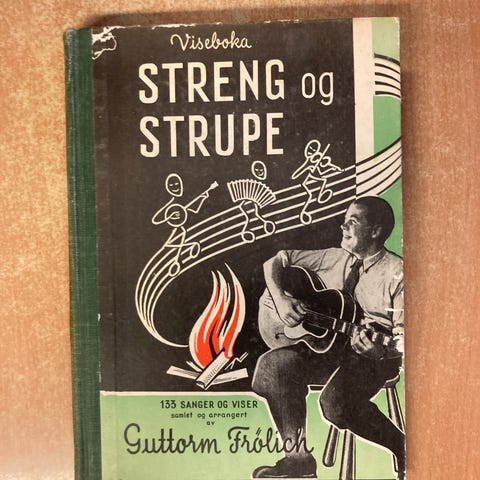 Viseboka
STRENG og
STRUPE
133 SANGER OG VISER
samlet og arrangert
av
Guttorm Frölich